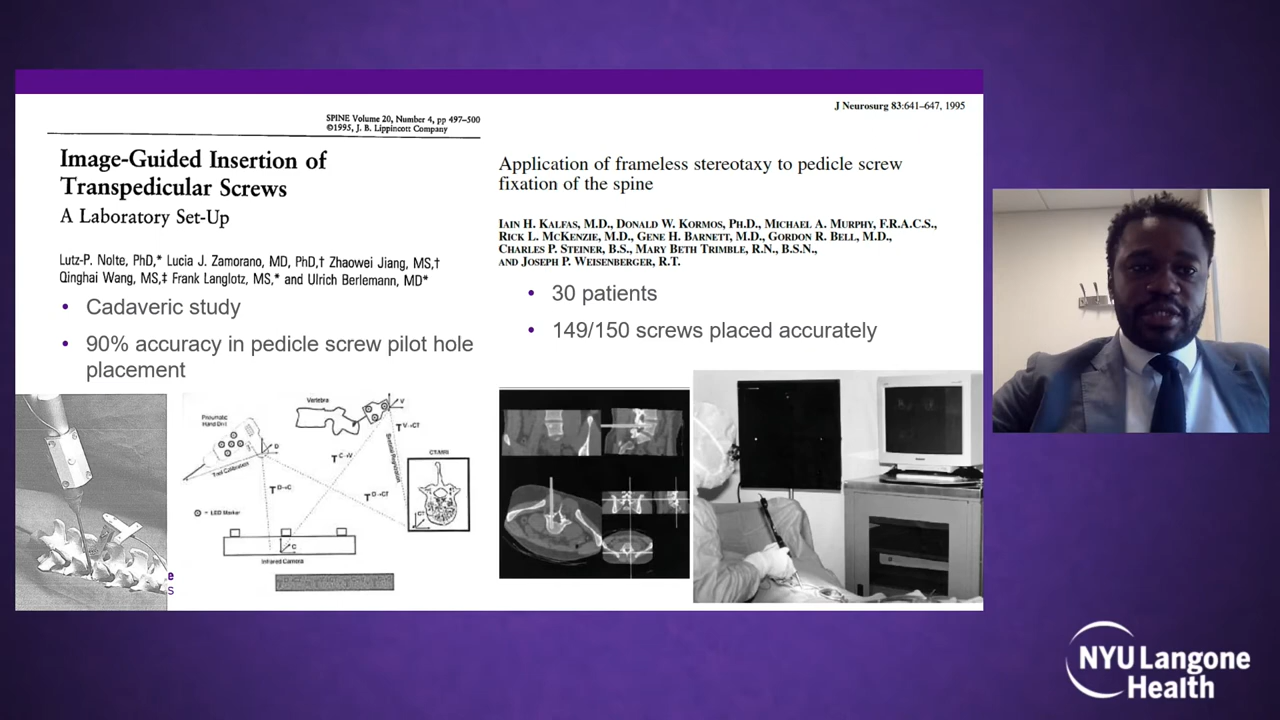 SPINE Volume 20, Number 4, pp 497–500
©1995, J. B. Lippincott Company
Image-Guided Insertion of
Transpedicular Screws
A Laboratory Set-Up
Lutz-P. Nolte, PhD,* Lucia J. Zamorano, MD, PhD,† Zhaowei Jiang, MS,†
Qinghai Wang, MS,‡ Frank Langlotz, MS,* and Ulrich Berlemann, MD*
• Cadaveric study
• 90% accuracy in pedicle screw pilot hole
placement
Pneumatic
Hand Drill
Tool Calibration
D
Vertebra
V
T V→CT
T C→V
T D→C
T D→CT
CT/MRI
CT
= LED Marker
C
Infrared Camera
e
s
J Neurosurg 83:641–647, 1995
Application of frameless stereotaxy to pedicle screw
fixation of the spine
Iain H. Kalfas, M.D., Donald W. Kormos, Ph.D., Michael A. Murphy, F.R.A.C.S.,
Rick L. McKenzie, M.D., Gene H. Barnett, M.D., Gordon R. Bell, M.D.,
Charles P. Steiner, B.S., Mary Beth Trimble, R.N., B.S.N.,
and Joseph P. Weisenberger, R.T.
• 30 patients
• 149/150 screws placed accurately
NYU Langone
Health